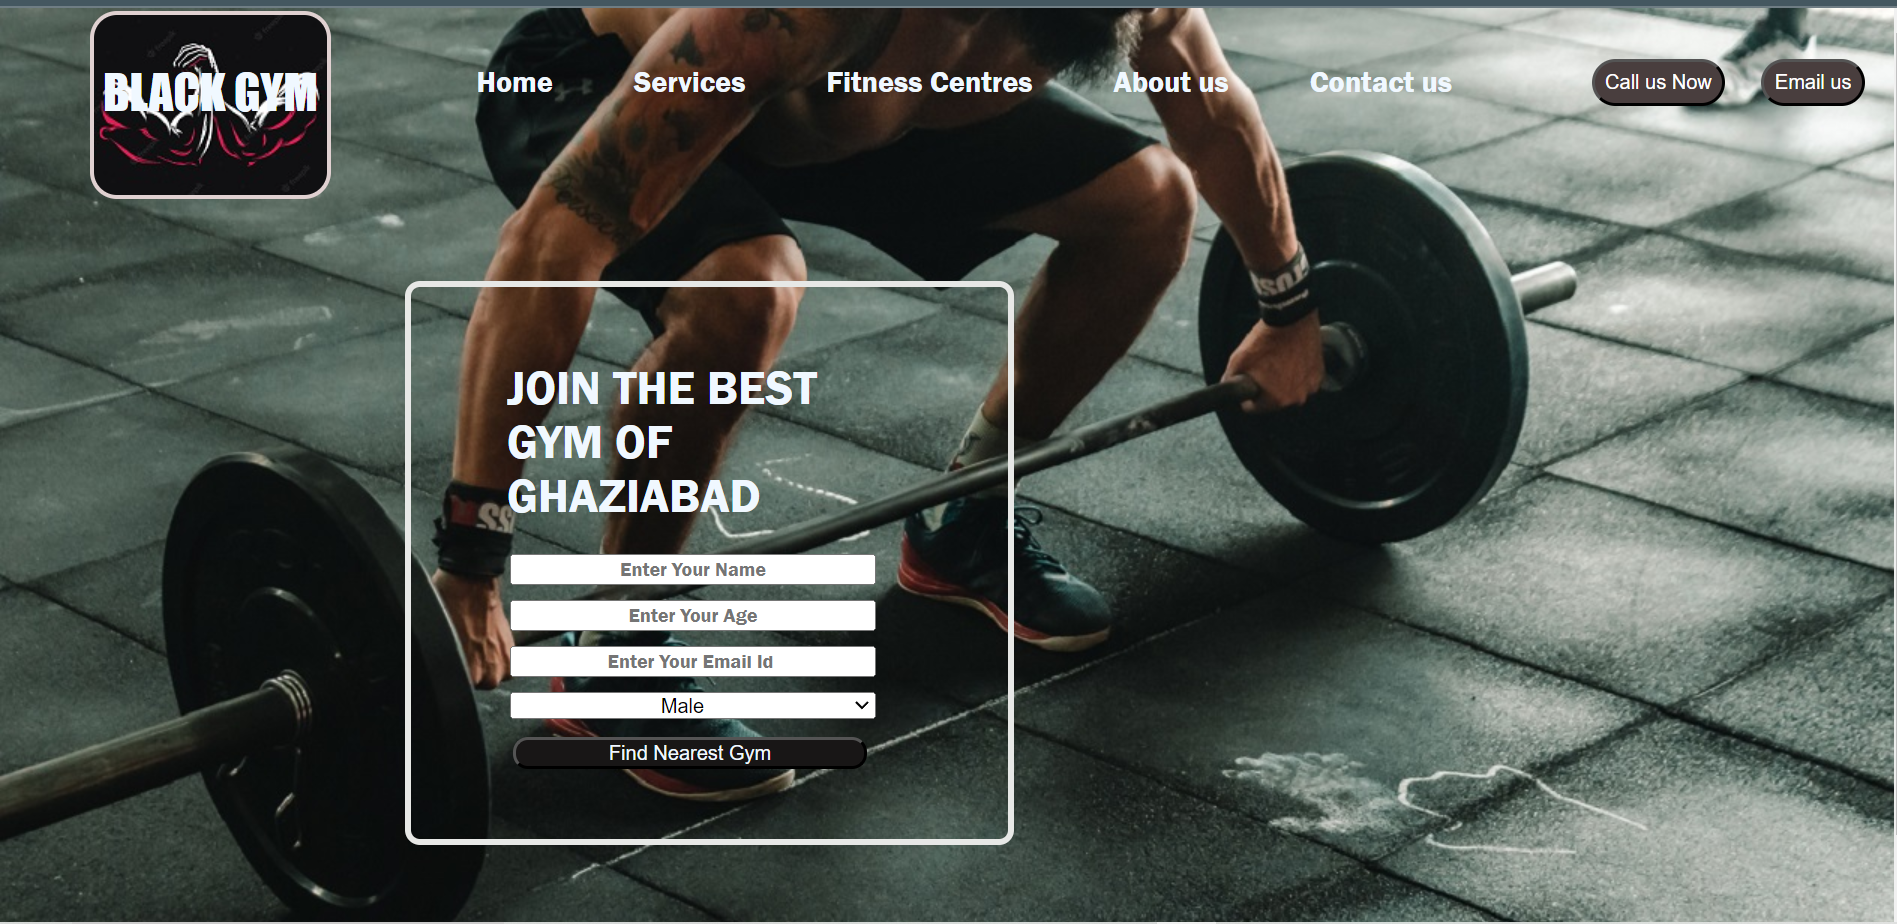 BLACK GYM
Home
Services
Fitness Centres
About us
Contact us
Call us Now
Email us
JOIN THE BEST
GYM OF
GHAZIABAD
Enter Your Name
Enter Your Age
Enter Your Email Id
Male
Find Nearest Gym